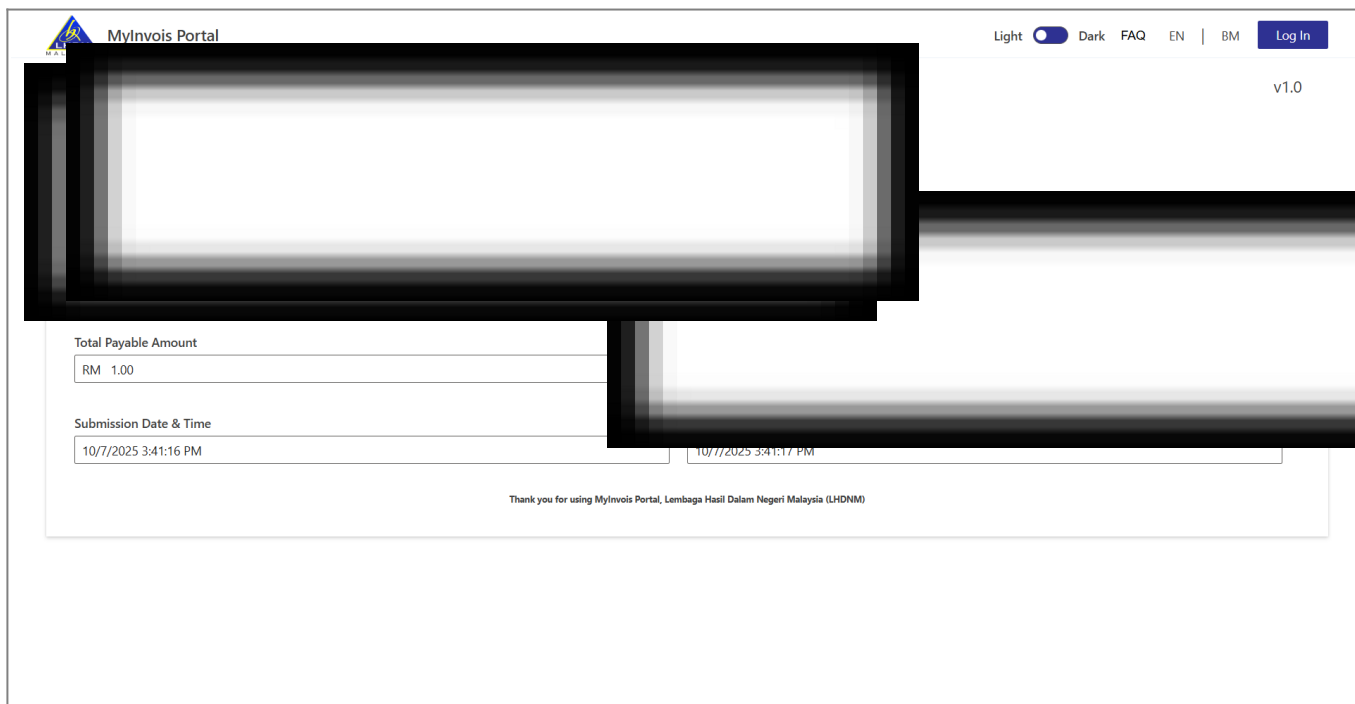 MyInvois Portal
Light Dark FAQ EN | BM Log In
v1.0
Total Payable Amount
RM 1.00
Submission Date & Time
10/7/2025 3:41:16 PM
10/7/2025 3:41:17 PM
Thank you for using MyInvois Portal, Lembaga Hasil Dalam Negeri Malaysia (LHDNM)